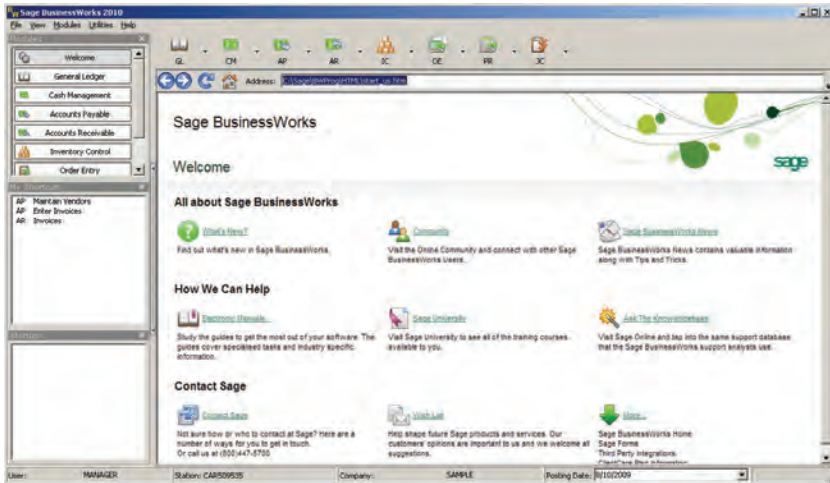 Sage BusinessWorks 2010
File View Modules Utilities Help
Modules
GL CM AP AR IC OE PR JC
Welcome
General Ledger
Cash Management
Accounts Payable
Accounts Receivable
Inventory Control
Order Entry
My Shortcuts
AP Maintain Vendors
AP Enter Invoices
AR Invoices
Address:
Sage BusinessWorks
sage
Welcome
All about Sage BusinessWorks
What's New?
Find out what's new in Sage BusinessWorks.
Community
Visit the Online Community and connect with other Sage
BusinessWorks users.
Sage BusinessWorks News
Sage BusinessWorks News contains valuable information
along with Tips and Tricks.
How We Can Help
Electronic Manuals...
Study the guides to get the most out of your software. The
guides cover specialised tasks and industry specific
information.
Sage University
Visit Sage University to see all of the training courses
available to you.
Ask The Knowledgebase
Visit Sage Online and tap into the same support database
that the Sage BusinessWorks support analysts use.
Contact Sage
Contact Sage
Not sure how or who to contact at Sage? Here are a
number of ways for you to get in touch.
Or call us at (800)447-5700
Wish List
Help shape future Sage products and services. Our
customers' opinions are important to us and we welcome all
suggestions.
More...
Sage BusinessWorks Home
Sage Forms
Third Party Integrations
User: MANAGER Station: CAR509535 Company: SAMPLE Posting Date: 8/10/2009